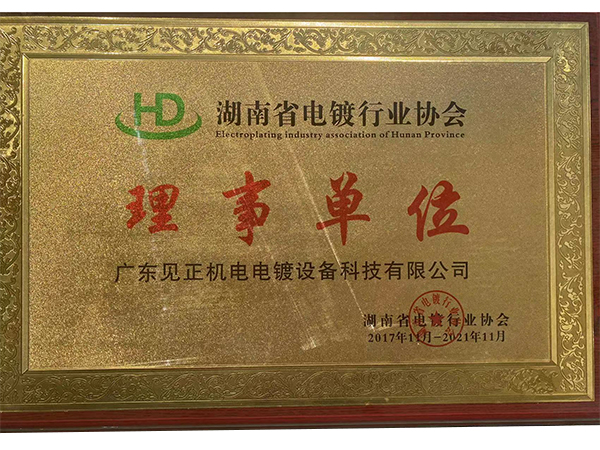 HD
湖南省电镀行业协会
Electroplating industry association of Hunan Province
理事单位
广东见正机电电镀设备科技有限公司
湖南省电镀行业协会
2017年11月-2021年11月